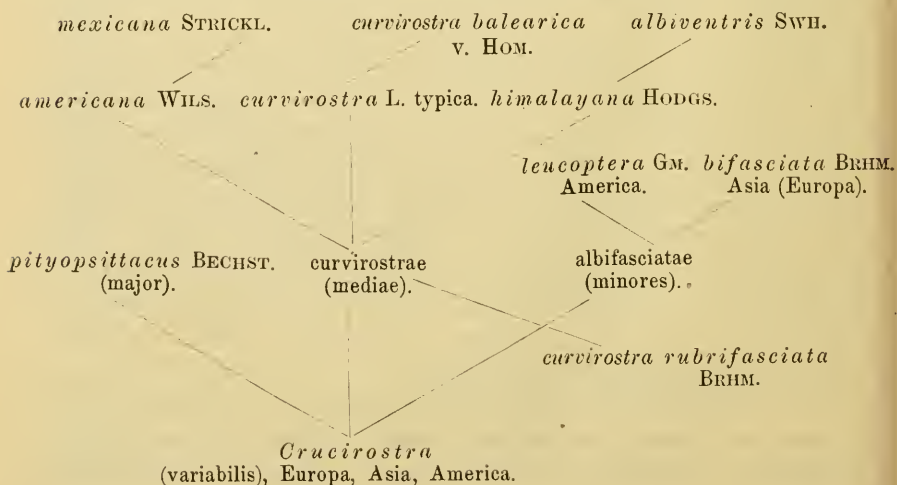 mexicana STRICKL. curvirostra balearica albiventris SWH.
v. HOM.
americana WILS. curvirostra L. typica. himalayana HODGS.
leucoptera GM. bifasciata BRHM.
America. Asia (Europa).
pityopsittacus BECHST. curvirostrae albifasciatae
(major). (mediae). (minores).
curvirostra rubrifasciata
BRHM.
Crucirostra
(variabilis), Europa, Asia, America.